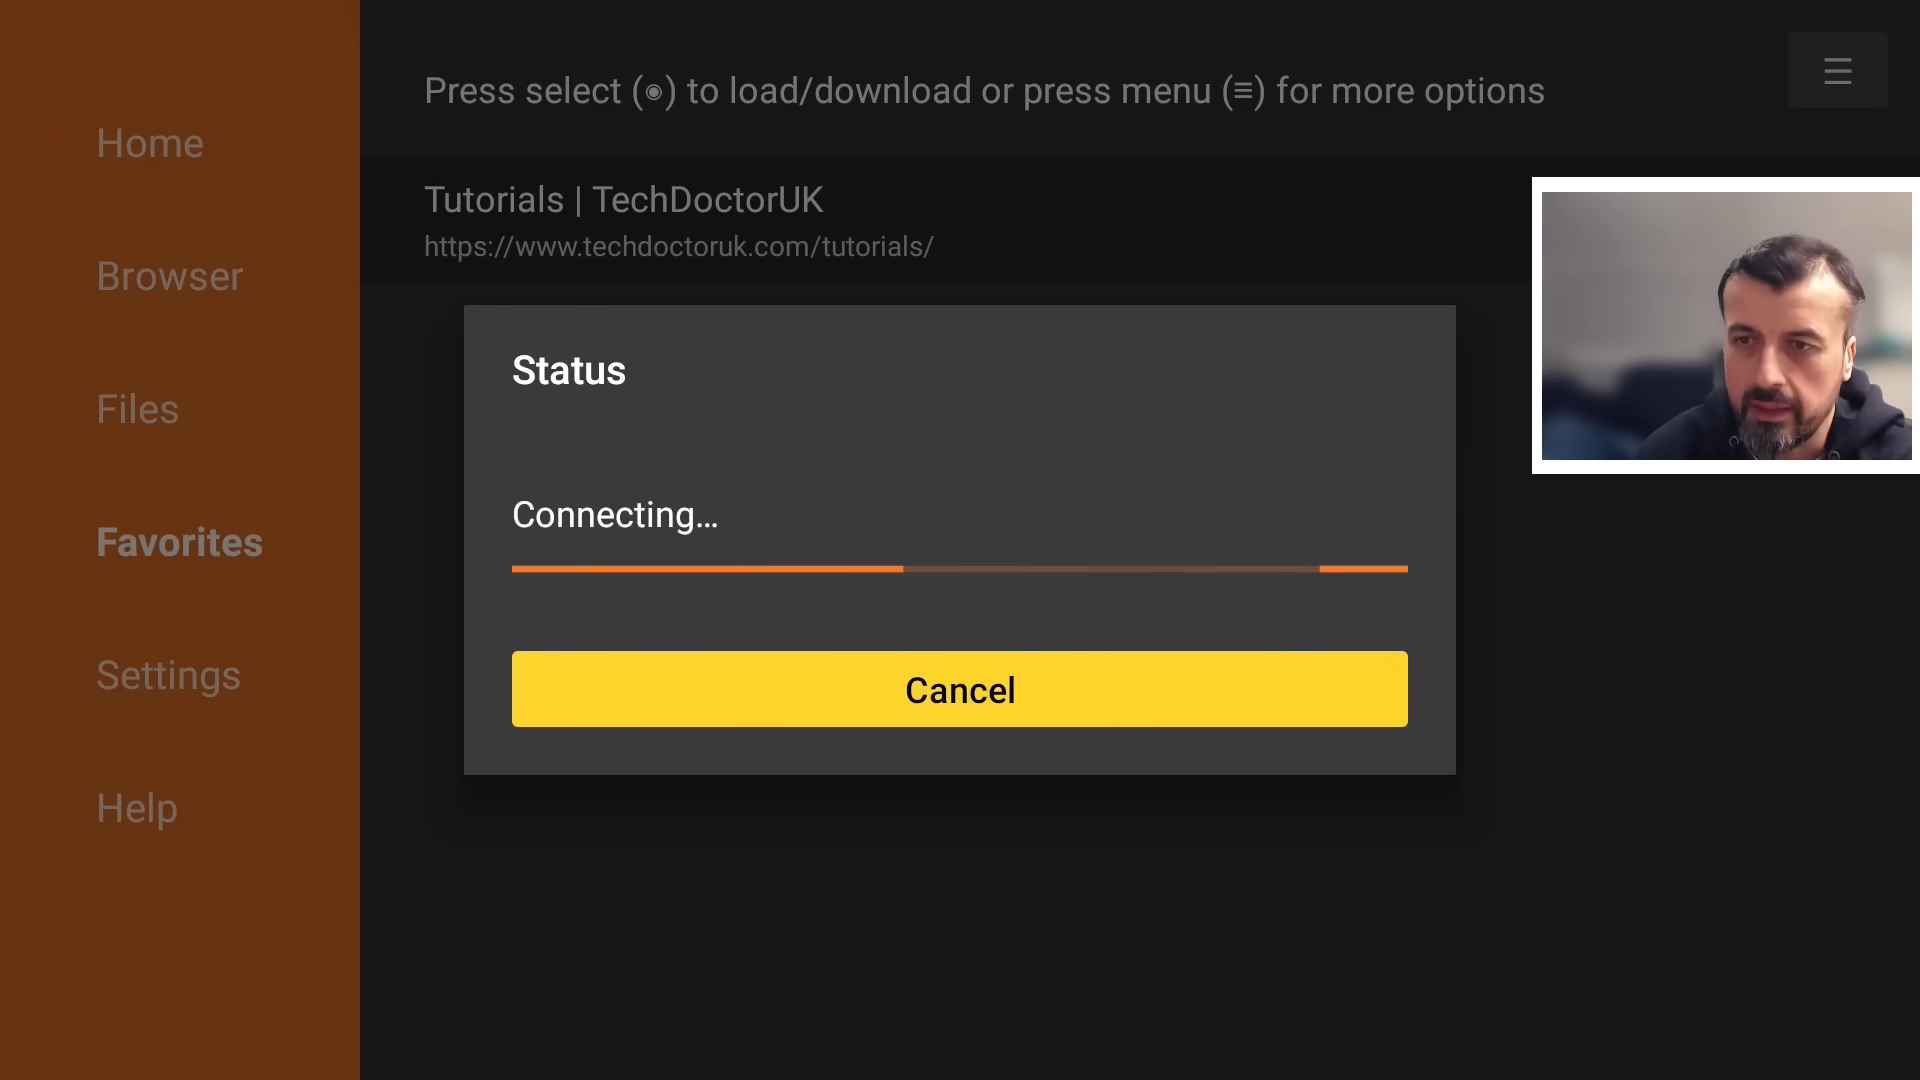 Press select (◉) to load/download or press menu (≡) for more options
Home
Tutorials | TechDoctorUK
https://www.techdoctoruk.com/tutorials/
Browser
Status
Files
Connecting...
Favorites
Settings
Cancel
Help